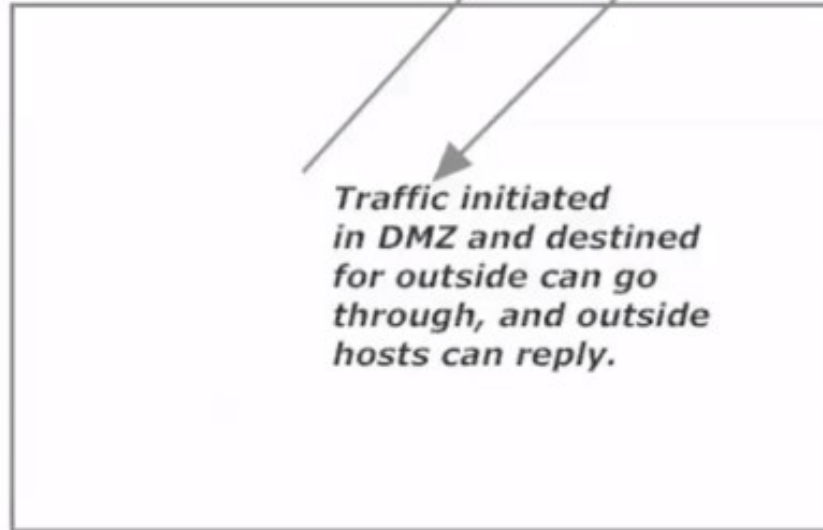 Traffic initiated
in DMZ and destined
for outside can go
through, and outside
hosts can reply.